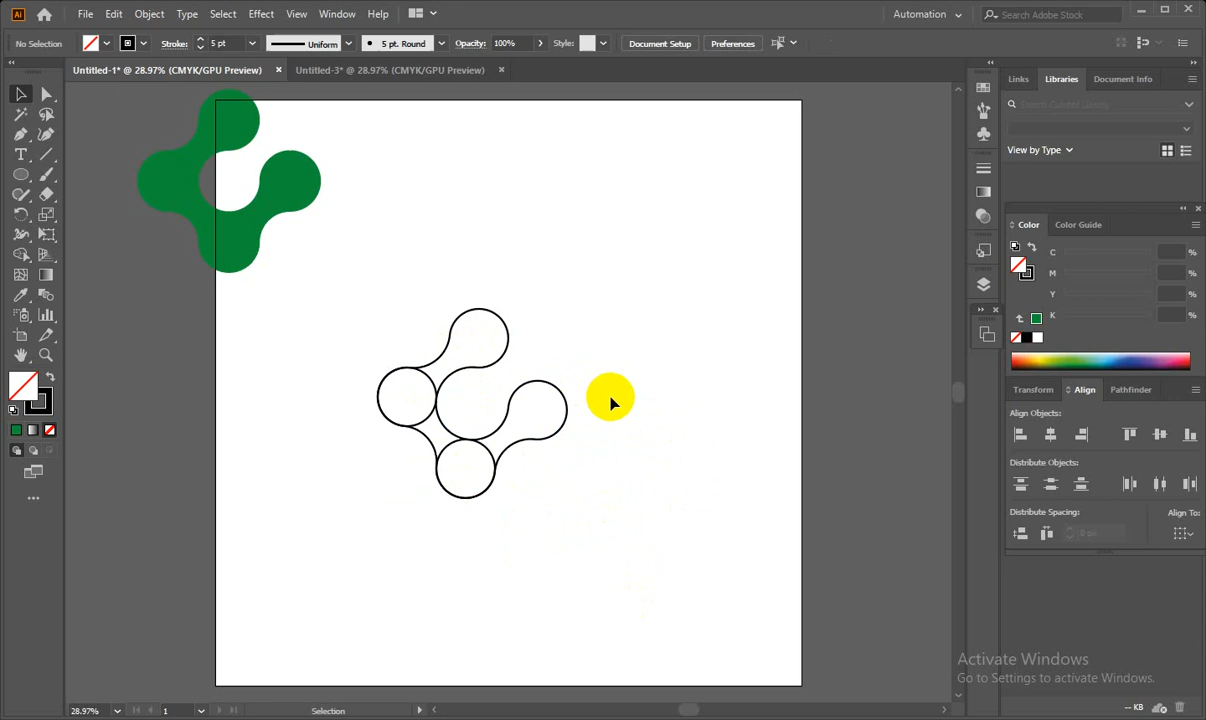 Ai File Edit Object Type Select Effect View Window Help Automation Search Adobe Stock
No Selection Stroke: 5 pt Uniform 5 pt. Round Opacity: 100% Style: Document Setup Preferences
Untitled-1* @ 28.97% (CMYK/GPU Preview) × Untitled-3* @ 28.97% (CMYK/GPU Preview) ×
Links Libraries Document Info
Search Current Library
View by Type
Color Color Guide
C %
M %
Y %
K %
Transform Align Pathfinder
Align Objects:
Distribute Objects:
Distribute Spacing: Align To:
0 px
Activate Windows
Go to Settings to activate Windows.
28.97% 1 Selection -- KB